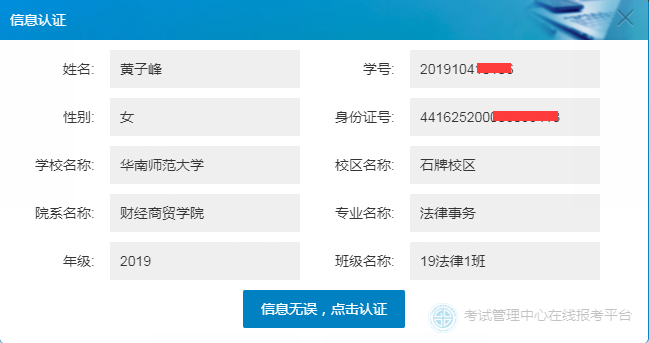 信息认证
姓名: 黄子峰 学号: 20191041
性别: 女 身份证号: 4416252000
学校名称: 华南师范大学 校区名称: 石牌校区
院系名称: 财经商贸学院 专业名称: 法律事务
年级: 2019 班级名称: 19法律1班
信息无误，点击认证
考试管理中心在线报考平台